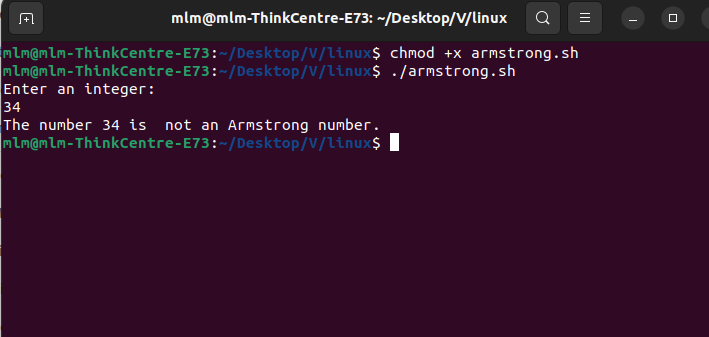 mlm@mlm-ThinkCentre-E73: ~/Desktop/V/linux
mlm@mlm-ThinkCentre-E73:~/Desktop/V/linux$ chmod +x armstrong.sh
mlm@mlm-ThinkCentre-E73:~/Desktop/V/linux$ ./armstrong.sh
Enter an integer:
34
The number 34 is  not an Armstrong number.
mlm@mlm-ThinkCentre-E73:~/Desktop/V/linux$